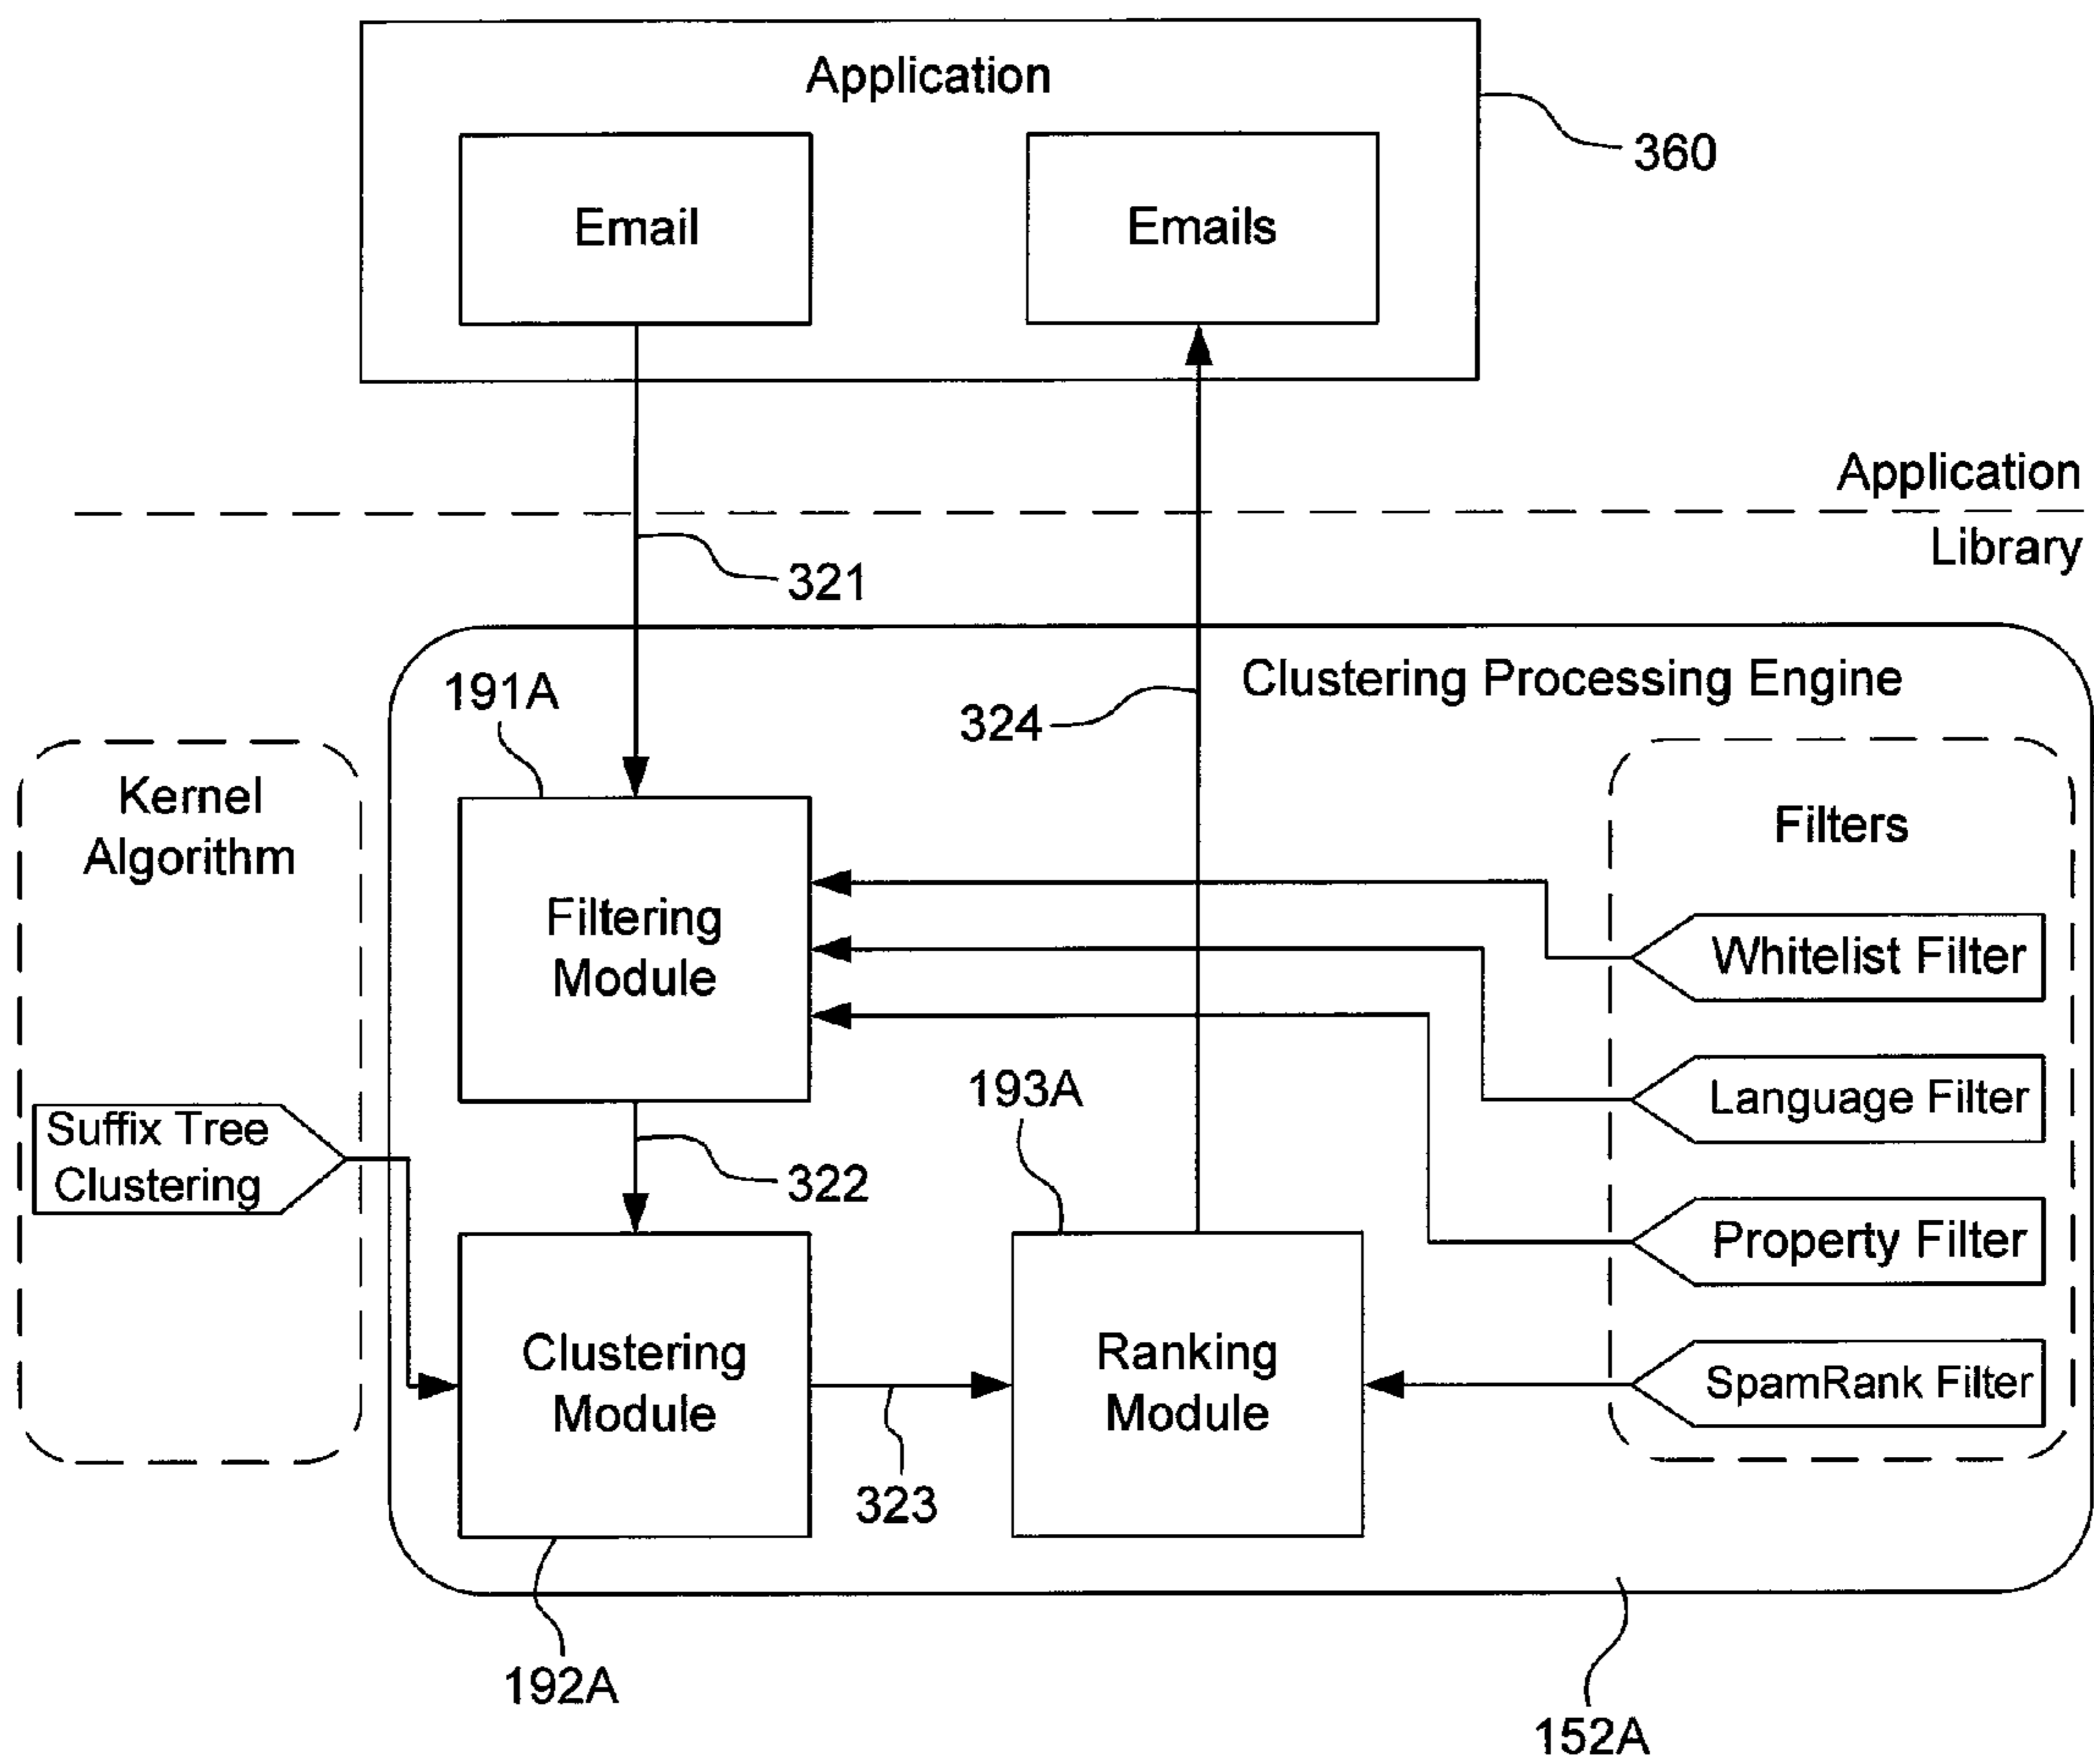 Application
Email
Emails
360
Application
Library
321
Clustering Processing Engine
191A
324
Kernel
Algorithm
Filters
Filtering
Module
Whitelist Filter
Language Filter
193A
Suffix Tree
Clustering
322
Property Filter
Clustering
Module
Ranking
Module
SpamRank Filter
323
192A
152A